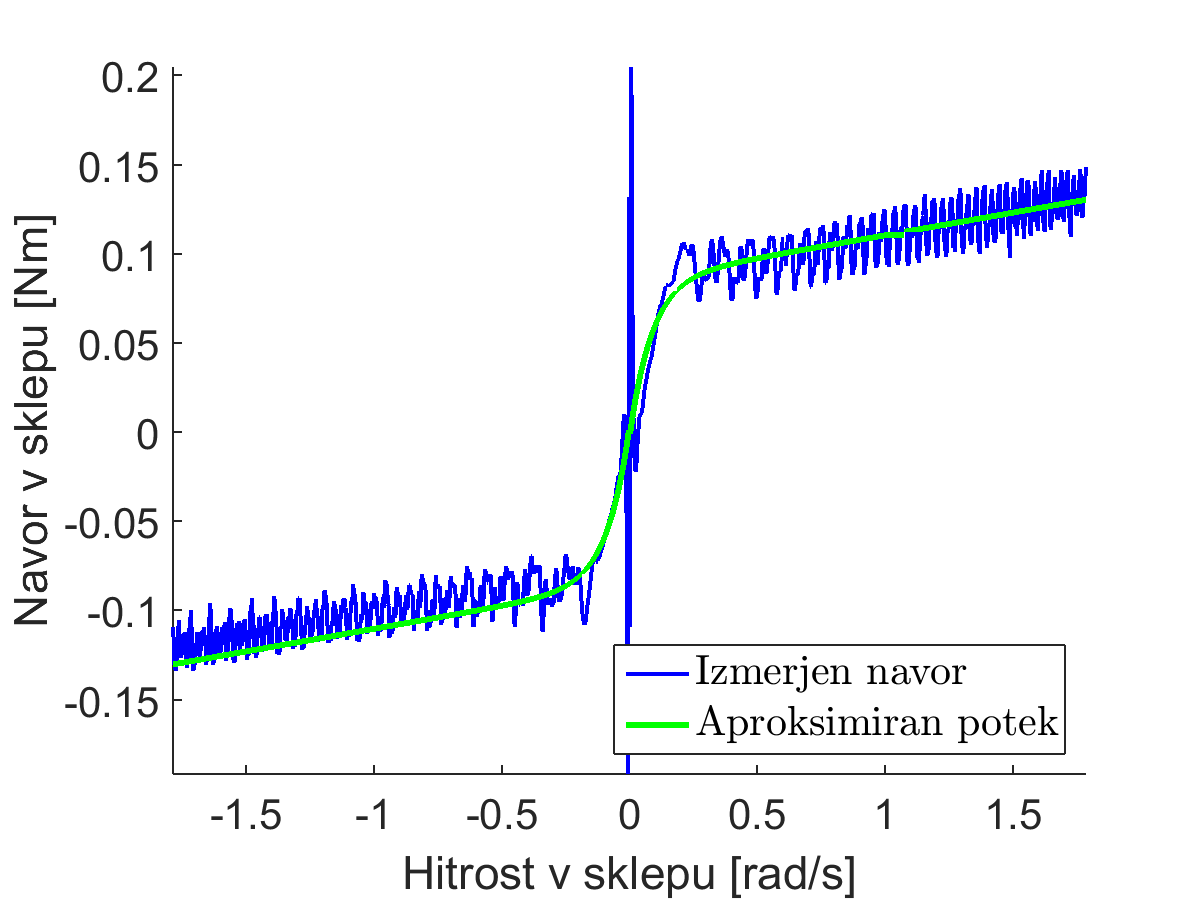 0.2
0.15
0.1
0.05
0
-0.05
-0.1
-0.15
Navor v sklepu [Nm]
Izmerjen navor
Aproksimiran potek
-1.5 -1 -0.5 0 0.5 1 1.5
Hitrost v sklepu [rad/s]